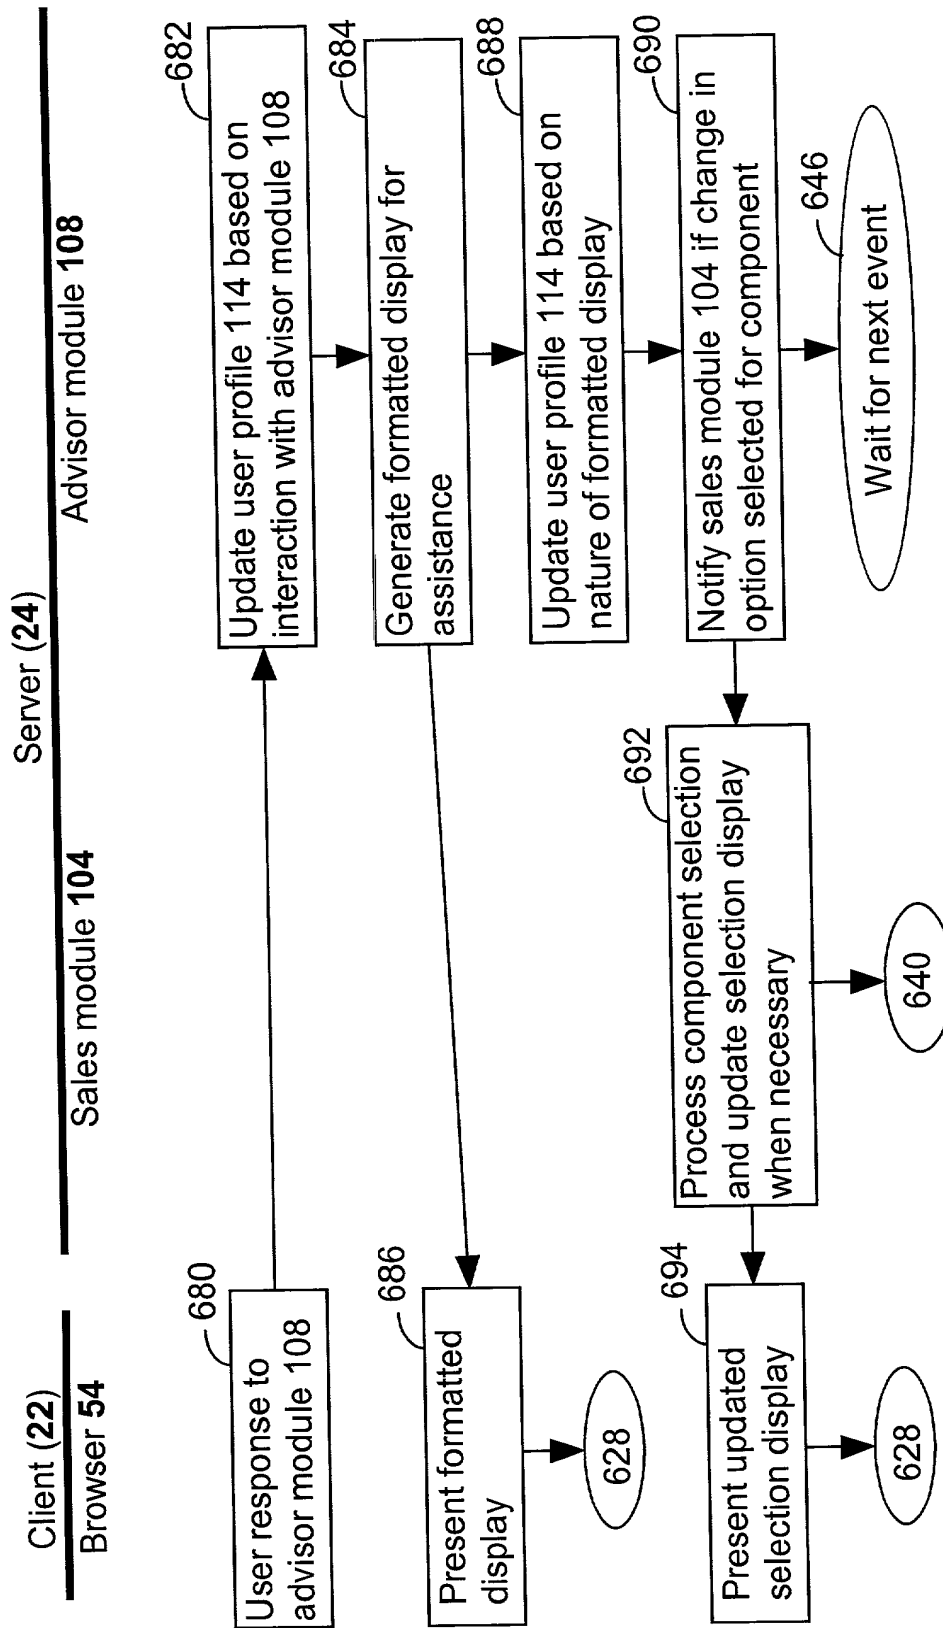 Client (22)
Browser 54
Server (24)
Sales module 104
Advisor module 108
680
User response to
advisor module 108
682
Update user profile 114 based on
interaction with advisor module 108
684
Generate formatted display for
assistance
686
Present formatted
display
628
688
Update user profile 114 based on
nature of formatted display
690
Notify sales module 104 if change in
option selected for component
692
Process component selection
and update selection display
when necessary
694
Present updated
selection display
628
640
646
Wait for next event